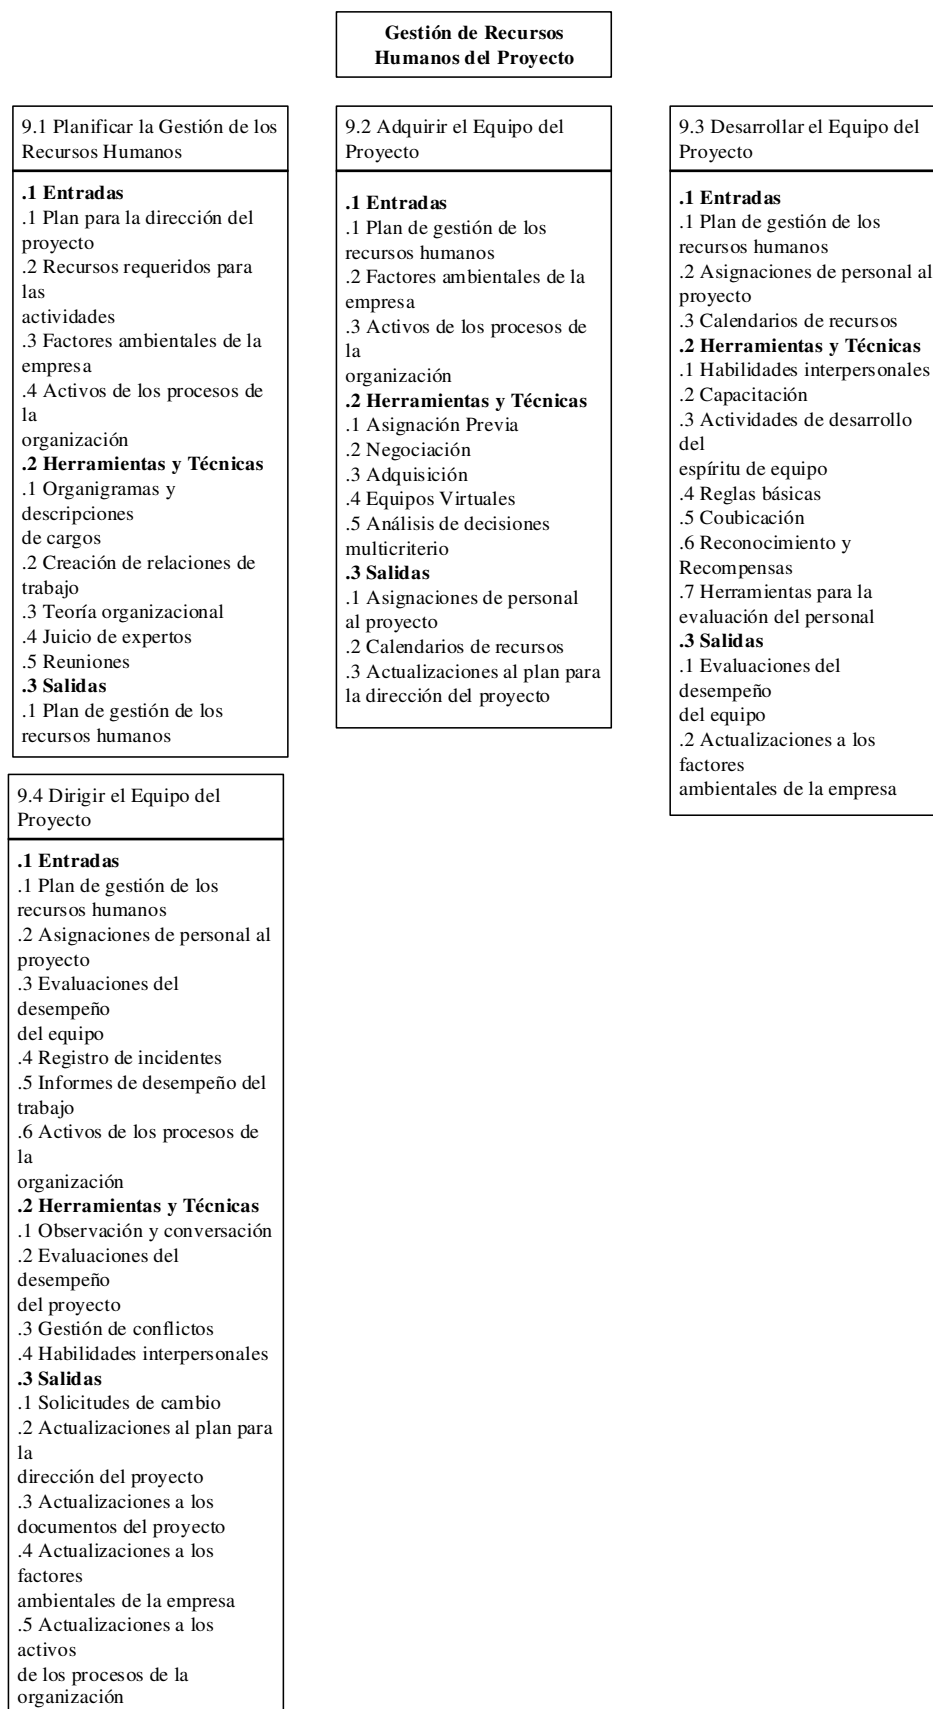 Gestión de Recursos
Humanos del Proyecto
9.1 Planificar la Gestión de los
Recursos Humanos
.1 Entradas
.1 Plan para la dirección del
proyecto
.2 Recursos requeridos para
las
actividades
.3 Factores ambientales de la
empresa
.4 Activos de los procesos de
la
organización
.2 Herramientas y Técnicas
.1 Organigramas y
descripciones
de cargos
.2 Creación de relaciones de
trabajo
.3 Teoría organizacional
.4 Juicio de expertos
.5 Reuniones
.3 Salidas
.1 Plan de gestión de los
recursos humanos
9.2 Adquirir el Equipo del
Proyecto
.1 Entradas
.1 Plan de gestión de los
recursos humanos
.2 Factores ambientales de la
empresa
.3 Activos de los procesos de
la
organización
.2 Herramientas y Técnicas
.1 Asignación Previa
.2 Negociación
.3 Adquisición
.4 Equipos Virtuales
.5 Análisis de decisiones
multicriterio
.3 Salidas
.1 Asignaciones de personal
al proyecto
.2 Calendarios de recursos
.3 Actualizaciones al plan para
la dirección del proyecto
9.3 Desarrollar el Equipo del
Proyecto
.1 Entradas
.1 Plan de gestión de los
recursos humanos
.2 Asignaciones de personal al
proyecto
.3 Calendarios de recursos
.2 Herramientas y Técnicas
.1 Habilidades interpersonales
.2 Capacitación
.3 Actividades de desarrollo
del
espíritu de equipo
.4 Reglas básicas
.5 Coubicación
.6 Reconocimiento y
Recompensas
.7 Herramientas para la
evaluación del personal
.3 Salidas
.1 Evaluaciones del
desempeño
del equipo
.2 Actualizaciones a los
factores
ambientales de la empresa
9.4 Dirigir el Equipo del
Proyecto
.1 Entradas
.1 Plan de gestión de los
recursos humanos
.2 Asignaciones de personal al
proyecto
.3 Evaluaciones del
desempeño
del equipo
.4 Registro de incidentes
.5 Informes de desempeño del
trabajo
.6 Activos de los procesos de
la
organización
.2 Herramientas y Técnicas
.1 Observación y conversación
.2 Evaluaciones del
desempeño
del proyecto
.3 Gestión de conflictos
.4 Habilidades interpersonales
.3 Salidas
.1 Solicitudes de cambio
.2 Actualizaciones al plan para
la
dirección del proyecto
.3 Actualizaciones a los
documentos del proyecto
.4 Actualizaciones a los
factores
ambientales de la empresa
.5 Actualizaciones a los
activos
de los procesos de la
organización